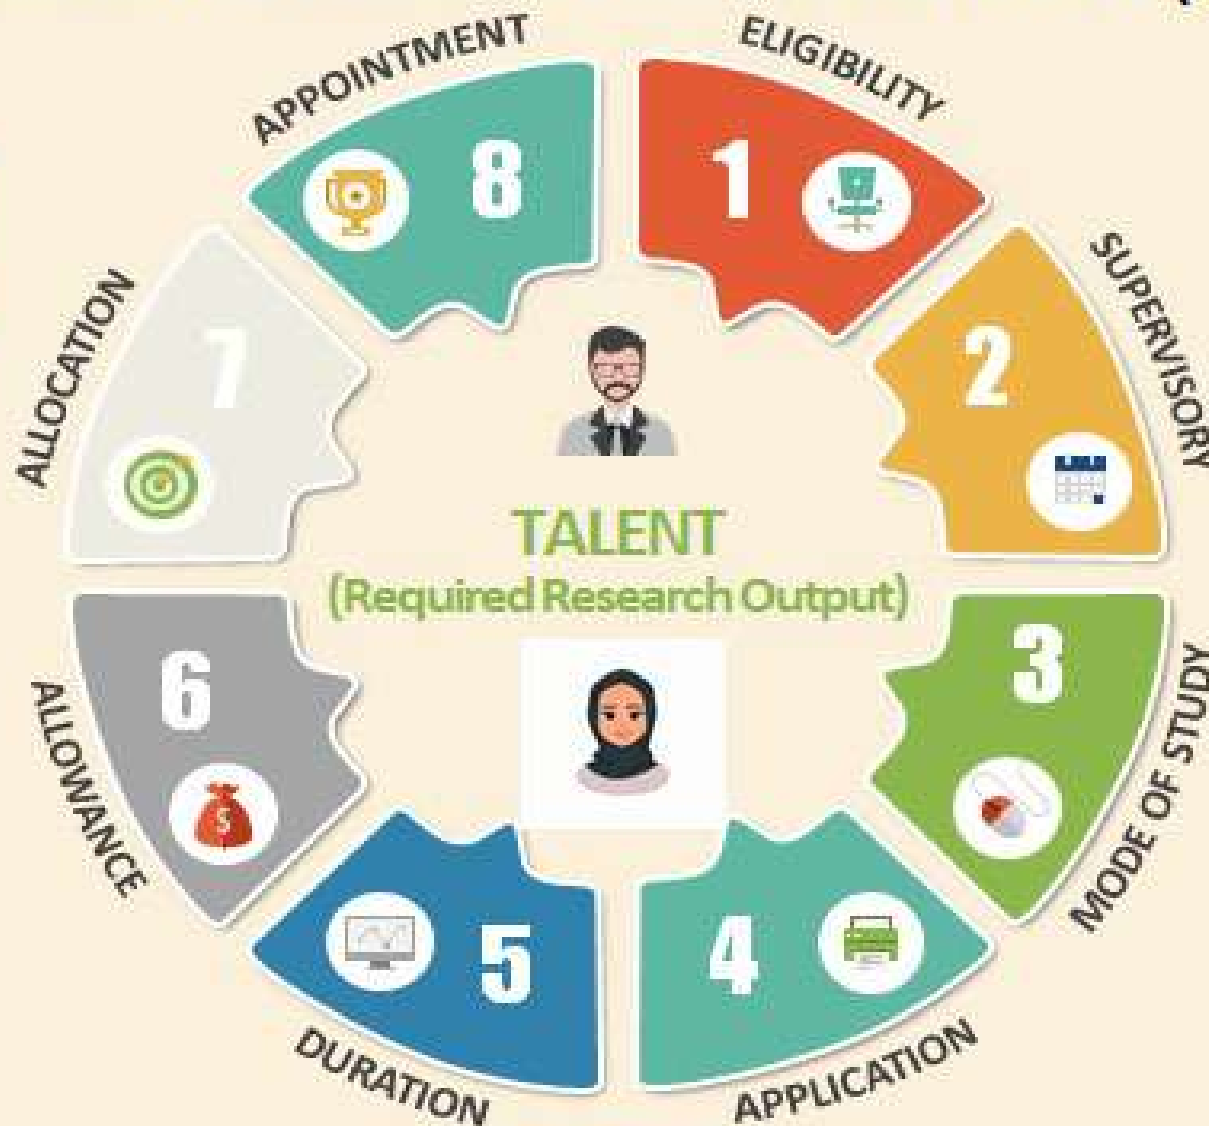 ELIGIBILITY
1
SUPERVISORY
2
MODE OF STUDY
3
APPLICATION
4
DURATION
5
ALLOWANCE
6
ALLOCATION
7
APPOINTMENT
8
TALENT
(Required Research Output)
$